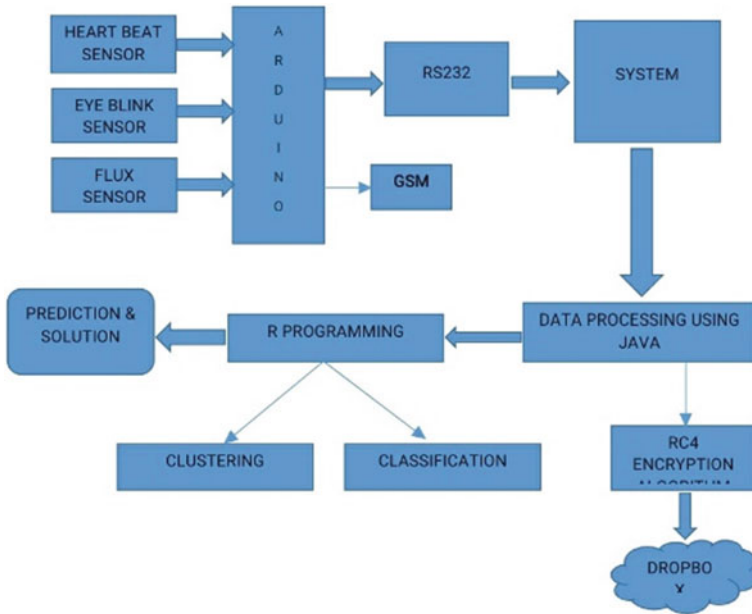 HEART BEAT
SENSOR
EYE BLINK
SENSOR
FLUX
SENSOR
A
R
D
U
I
N
O
RS232
GSM
SYSTEM
PREDICTION &
SOLUTION
R PROGRAMMING
DATA PROCESSING USING
JAVA
CLUSTERING
CLASSIFICATION
RC4
ENCRYPTION
DROPBO
X